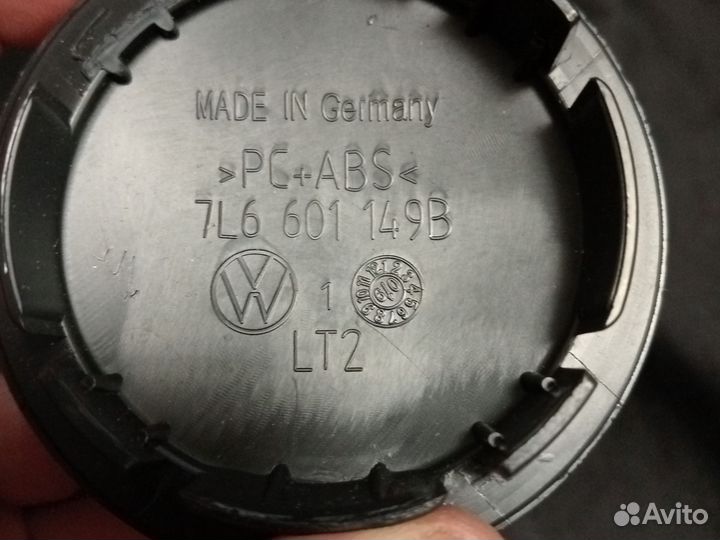 MADE IN Germany
>PC+ABS<
7L6 601 149B
1
LT2
Avito